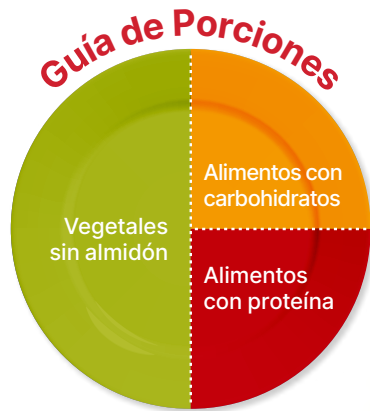 Guía de Porciones
Alimentos con
carbohidratos
Vegetales
sin almidón
Alimentos
con proteína